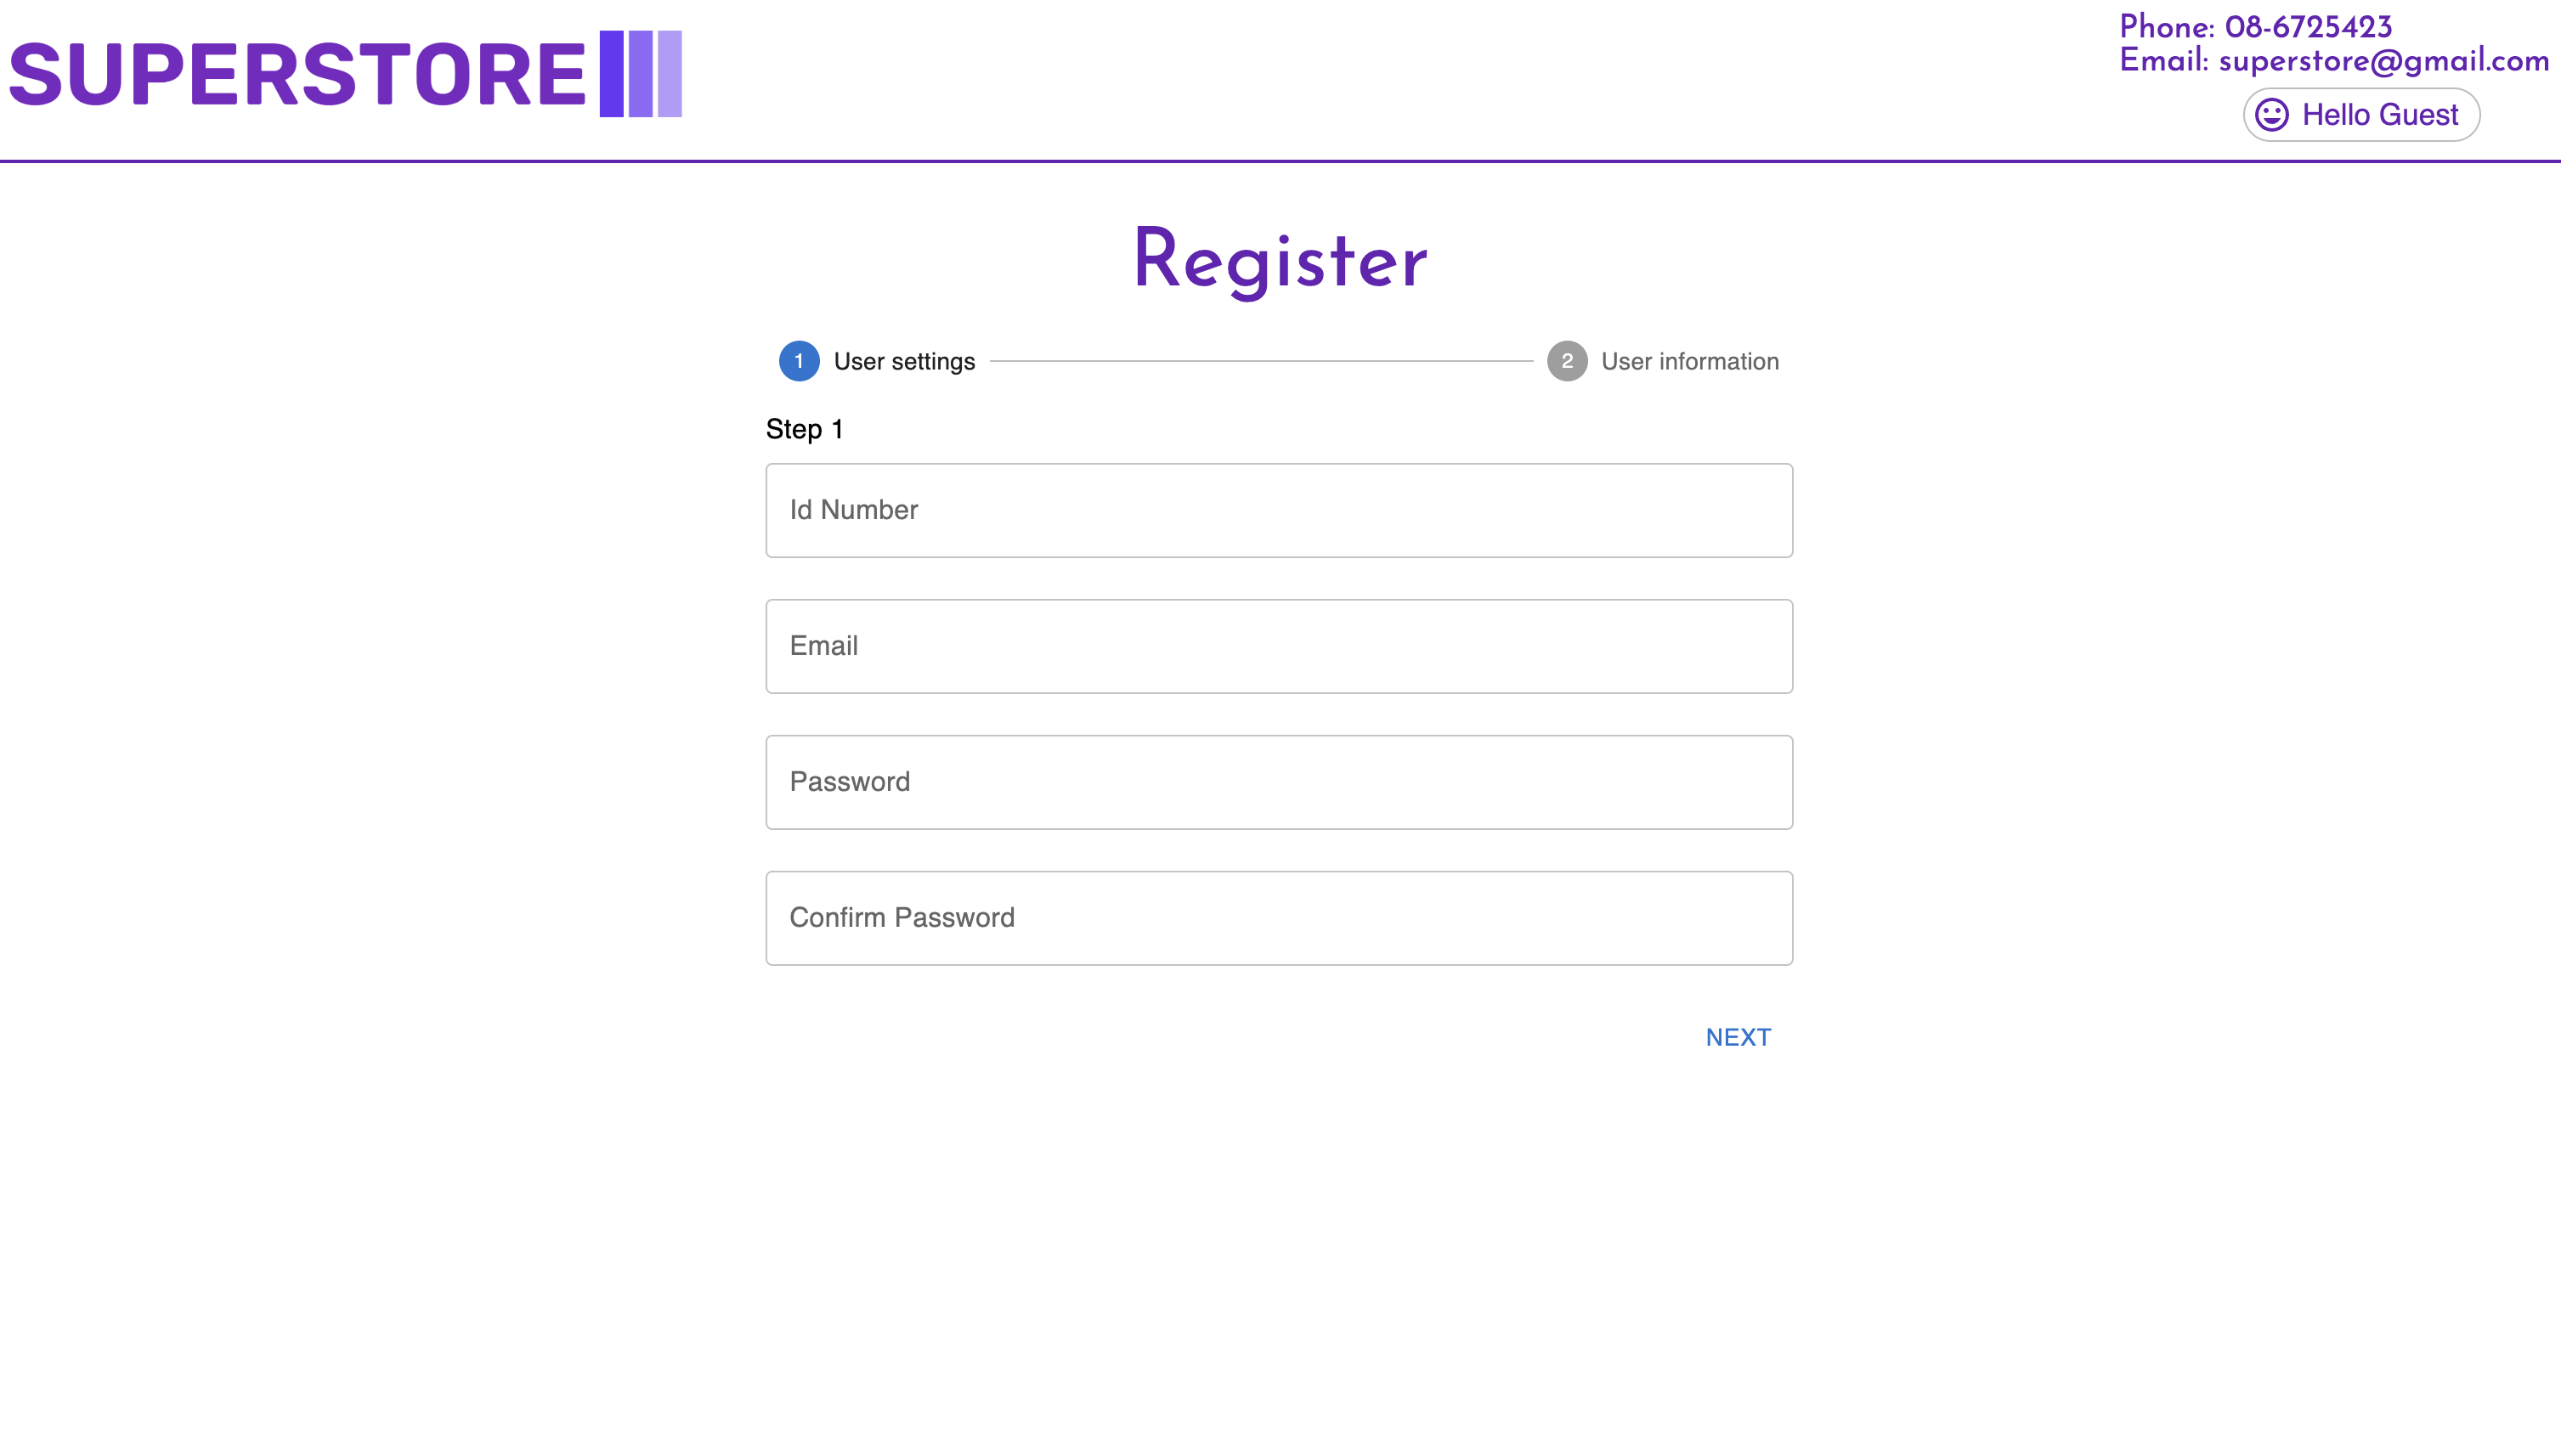 SUPERSTORE
Phone: 08-6725423
Email: superstore@gmail.com
Hello Guest
Register
1 User settings
2 User information
Step 1
Id Number
Email
Password
Confirm Password
NEXT